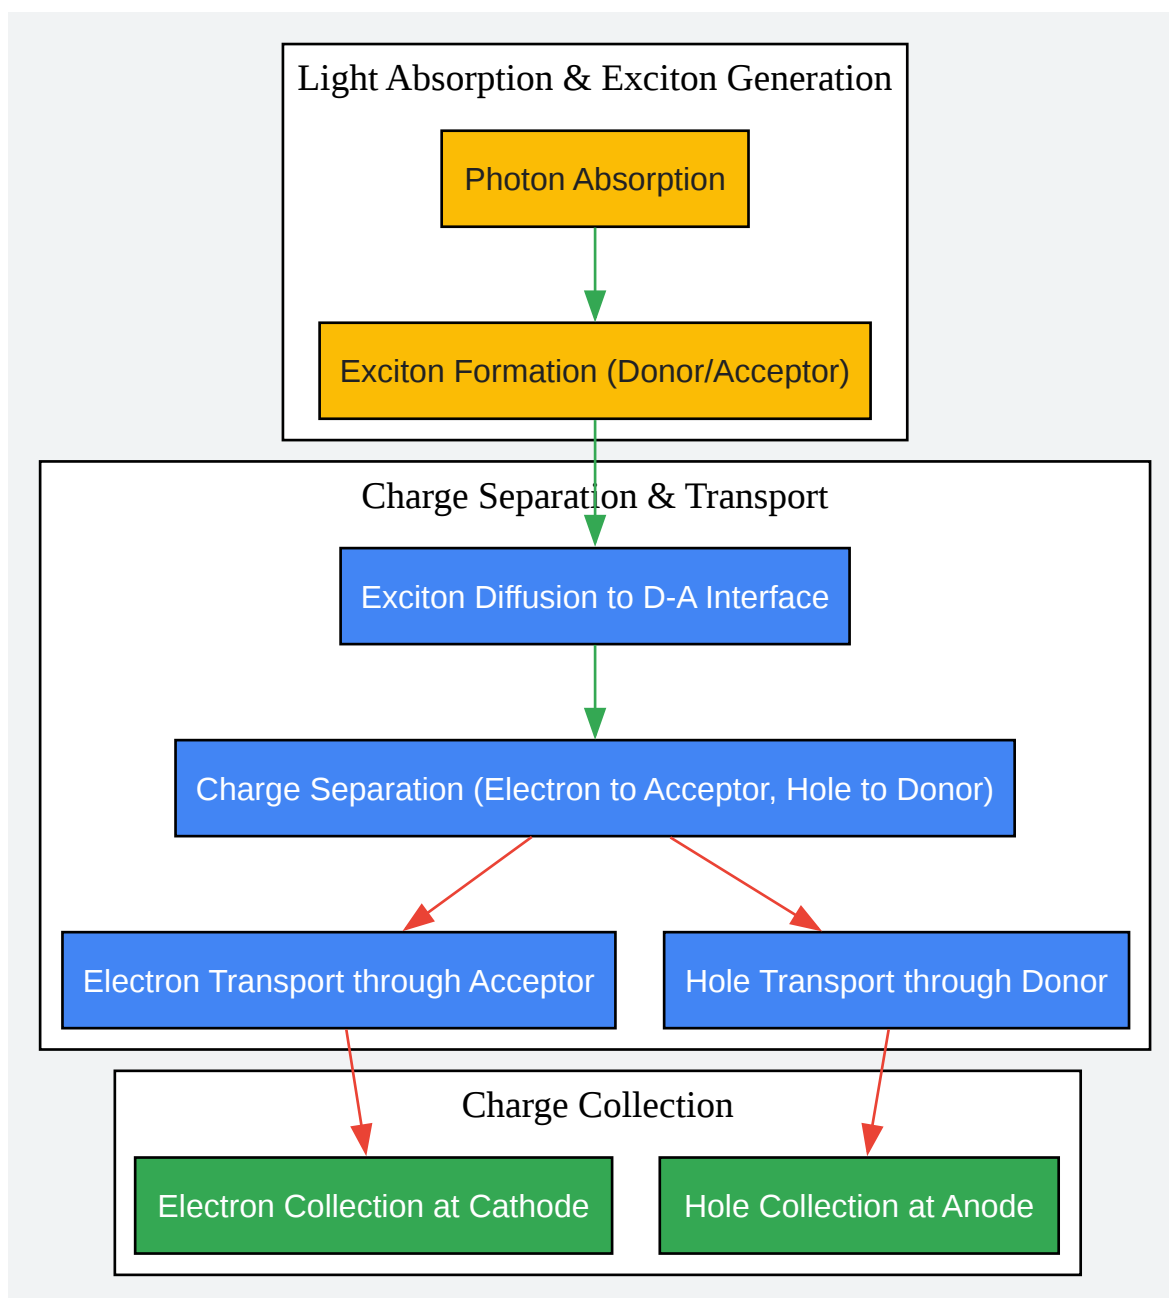 Light Absorption & Exciton Generation
Photon Absorption
Exciton Formation (Donor/Acceptor)
Charge Separation & Transport
Exciton Diffusion to D-A Interface
Charge Separation (Electron to Acceptor, Hole to Donor)
Electron Transport through Acceptor
Hole Transport through Donor
Charge Collection
Electron Collection at Cathode
Hole Collection at Anode